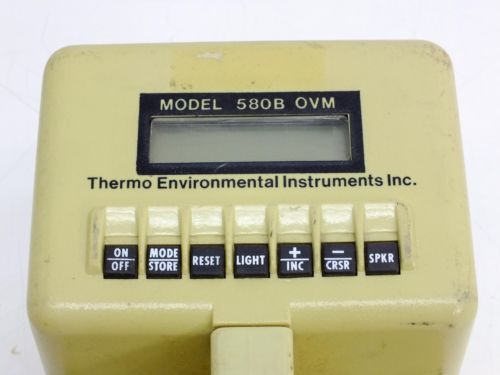 MODEL 580B OVM
Thermo Environmental Instruments Inc.
ON
OFF
MODE
STORE
RESET
LIGHT
+
INC
−
CRSR
SPKR